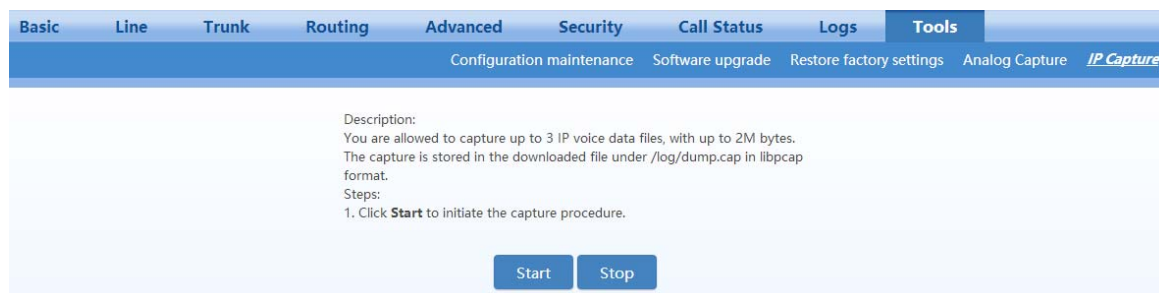 Basic Line Trunk Routing Advanced Security Call Status Logs Tools
Configuration maintenance Software upgrade Restore factory settings Analog Capture IP Capture
Description:
You are allowed to capture up to 3 IP voice data files, with up to 2M bytes.
The capture is stored in the downloaded file under /log/dump.cap in libpcap
format.
Steps:
1. Click Start to initiate the capture procedure.
Start Stop